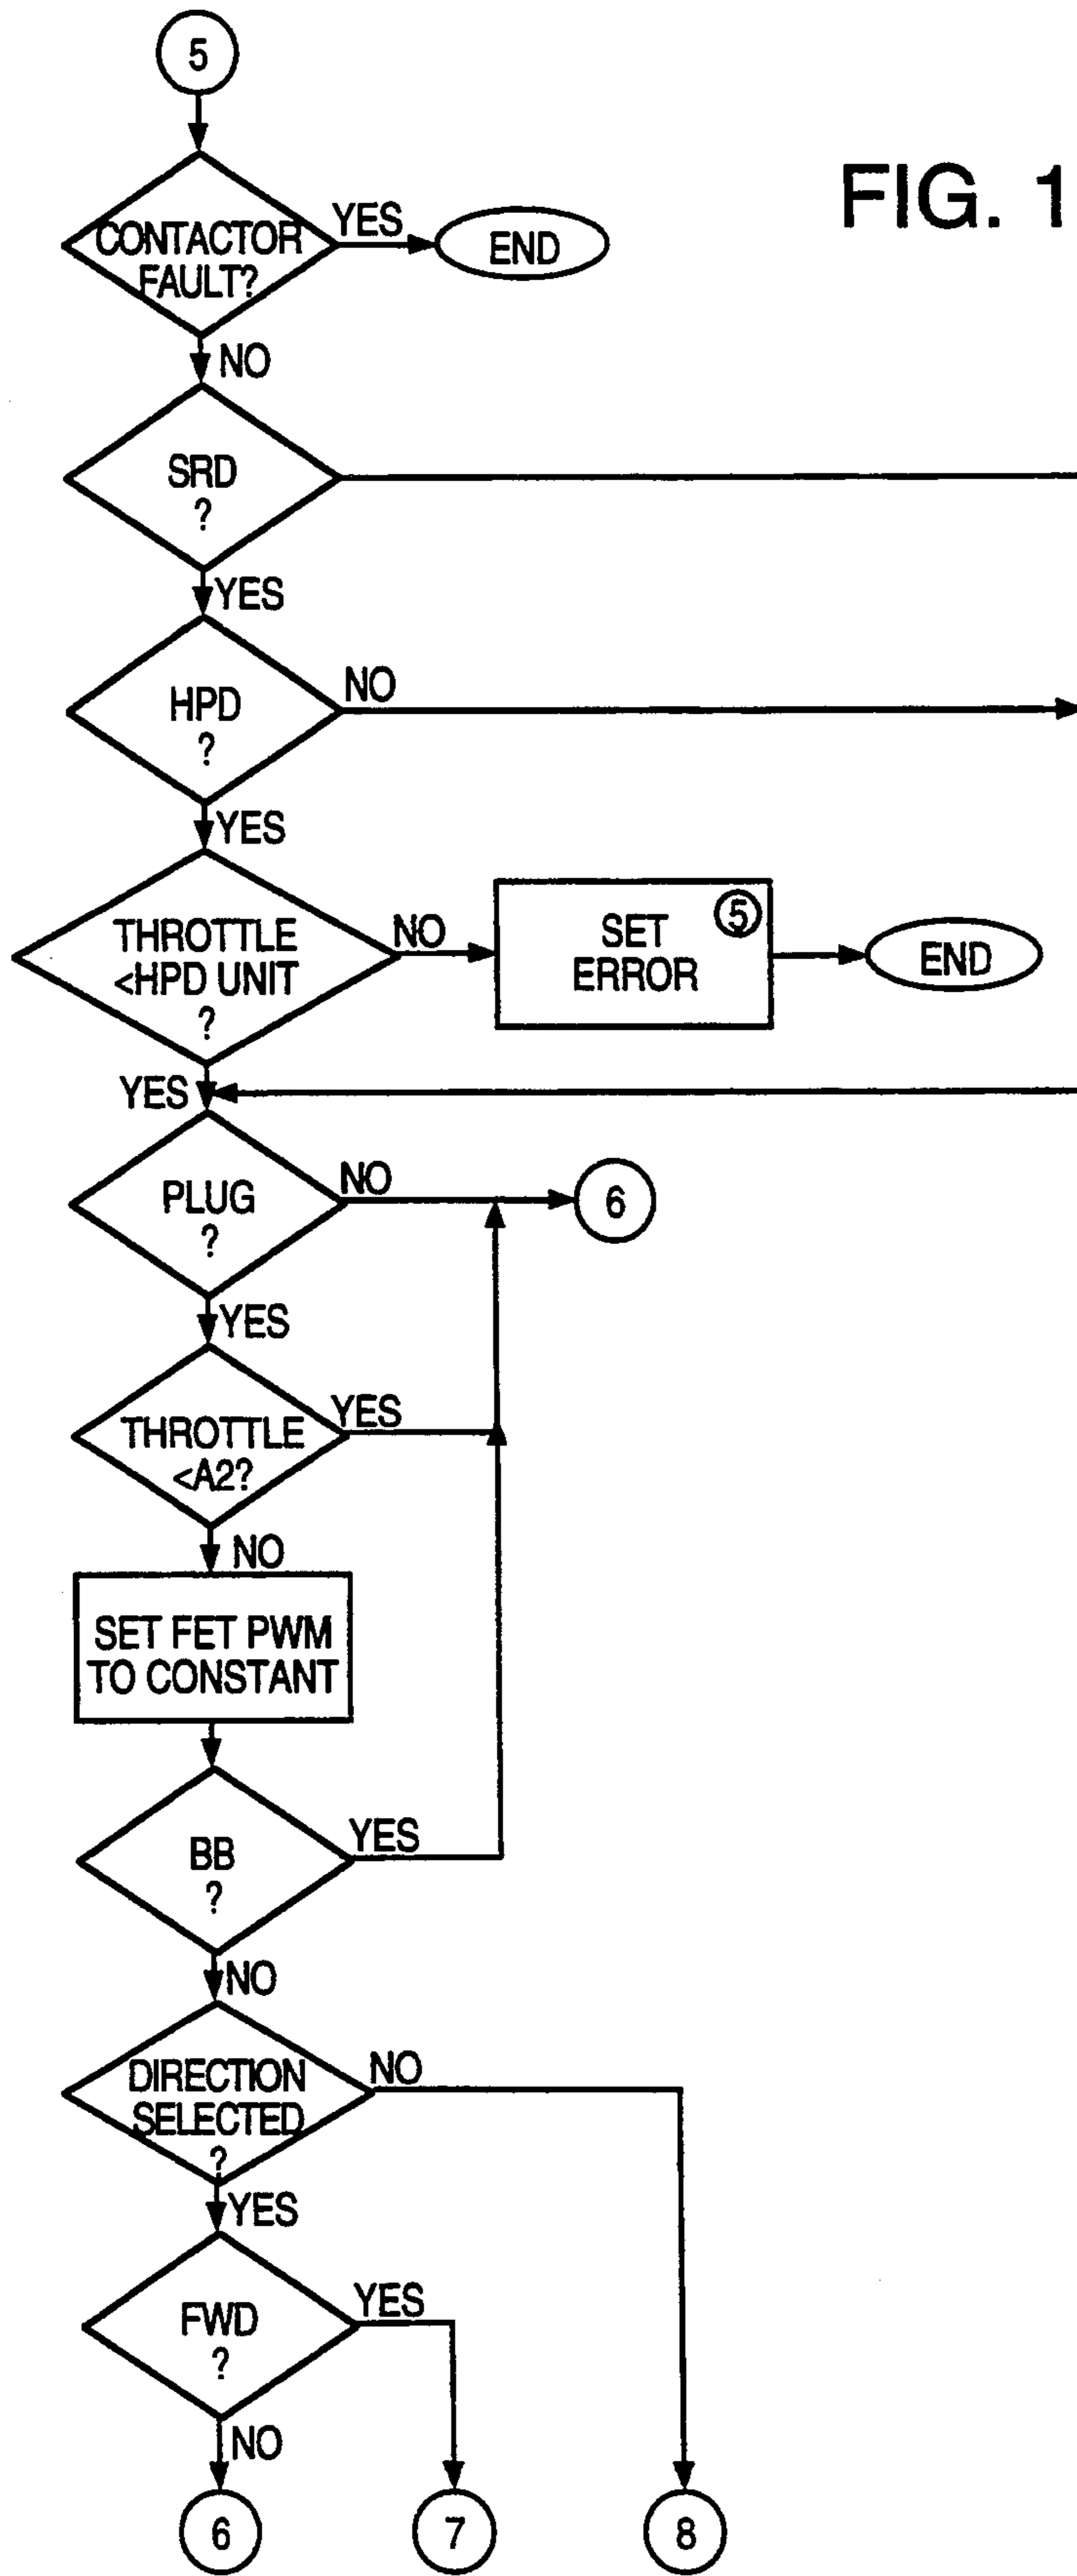 5
FIG. 1
CONTACTOR
FAULT?
YES
END
NO
SRD
?
YES
HPD
?
NO
YES
THROTTLE
<HPD UNIT
?
NO
SET
ERROR
5
END
YES
PLUG
?
NO
6
YES
THROTTLE
<A2?
YES
NO
SET FET PWM
TO CONSTANT
BB
?
YES
NO
DIRECTION
SELECTED
?
NO
YES
FWD
?
YES
NO
6
7
8